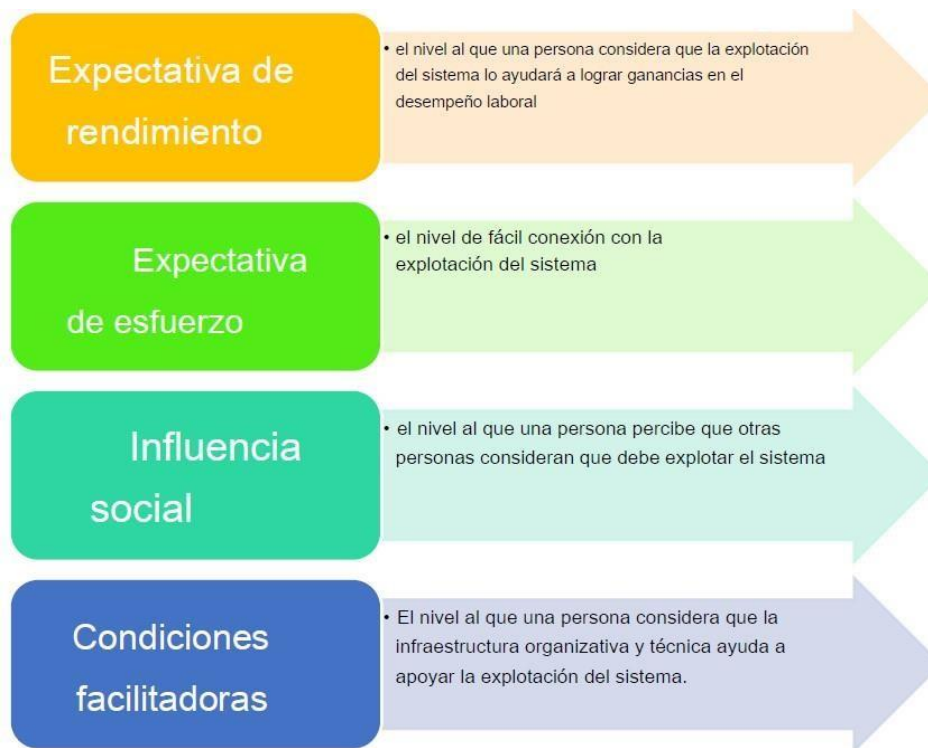 Expectativa de
rendimiento
• el nivel al que una persona considera que la explotación
del sistema lo ayudará a lograr ganancias en el
desempeño laboral
Expectativa
de esfuerzo
• el nivel de fácil conexión con la
explotación del sistema
Influencia
social
• el nivel al que una persona percibe que otras
personas consideran que debe explotar el sistema
Condiciones
facilitadoras
• El nivel al que una persona considera que la
infraestructura organizativa y técnica ayuda a
apoyar la explotación del sistema.